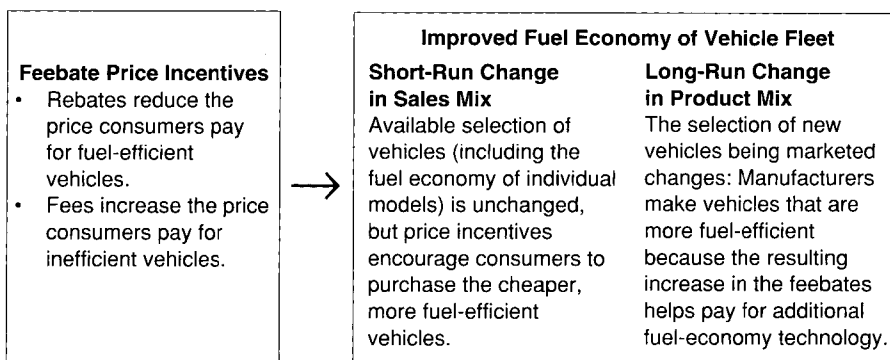 Feebate Price Incentives
• Rebates reduce the
price consumers pay
for fuel-efficient
vehicles.
• Fees increase the price
consumers pay for
inefficient vehicles.
Improved Fuel Economy of Vehicle Fleet
Short-Run Change
in Sales Mix
Available selection of
vehicles (including the
fuel economy of individual
models) is unchanged,
but price incentives
encourage consumers to
purchase the cheaper,
more fuel-efficient
vehicles.
Long-Run Change
in Product Mix
The selection of new
vehicles being marketed
changes: Manufacturers
make vehicles that are
more fuel-efficient
because the resulting
increase in the feebates
helps pay for additional
fuel-economy technology.